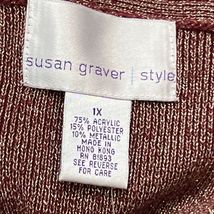 susan graver | style
1X
75% ACRYLIC
15% POLYESTER
10% METALLIC
MADE IN
HONG KONG
RN 81893
SEE REVERSE
FOR CARE